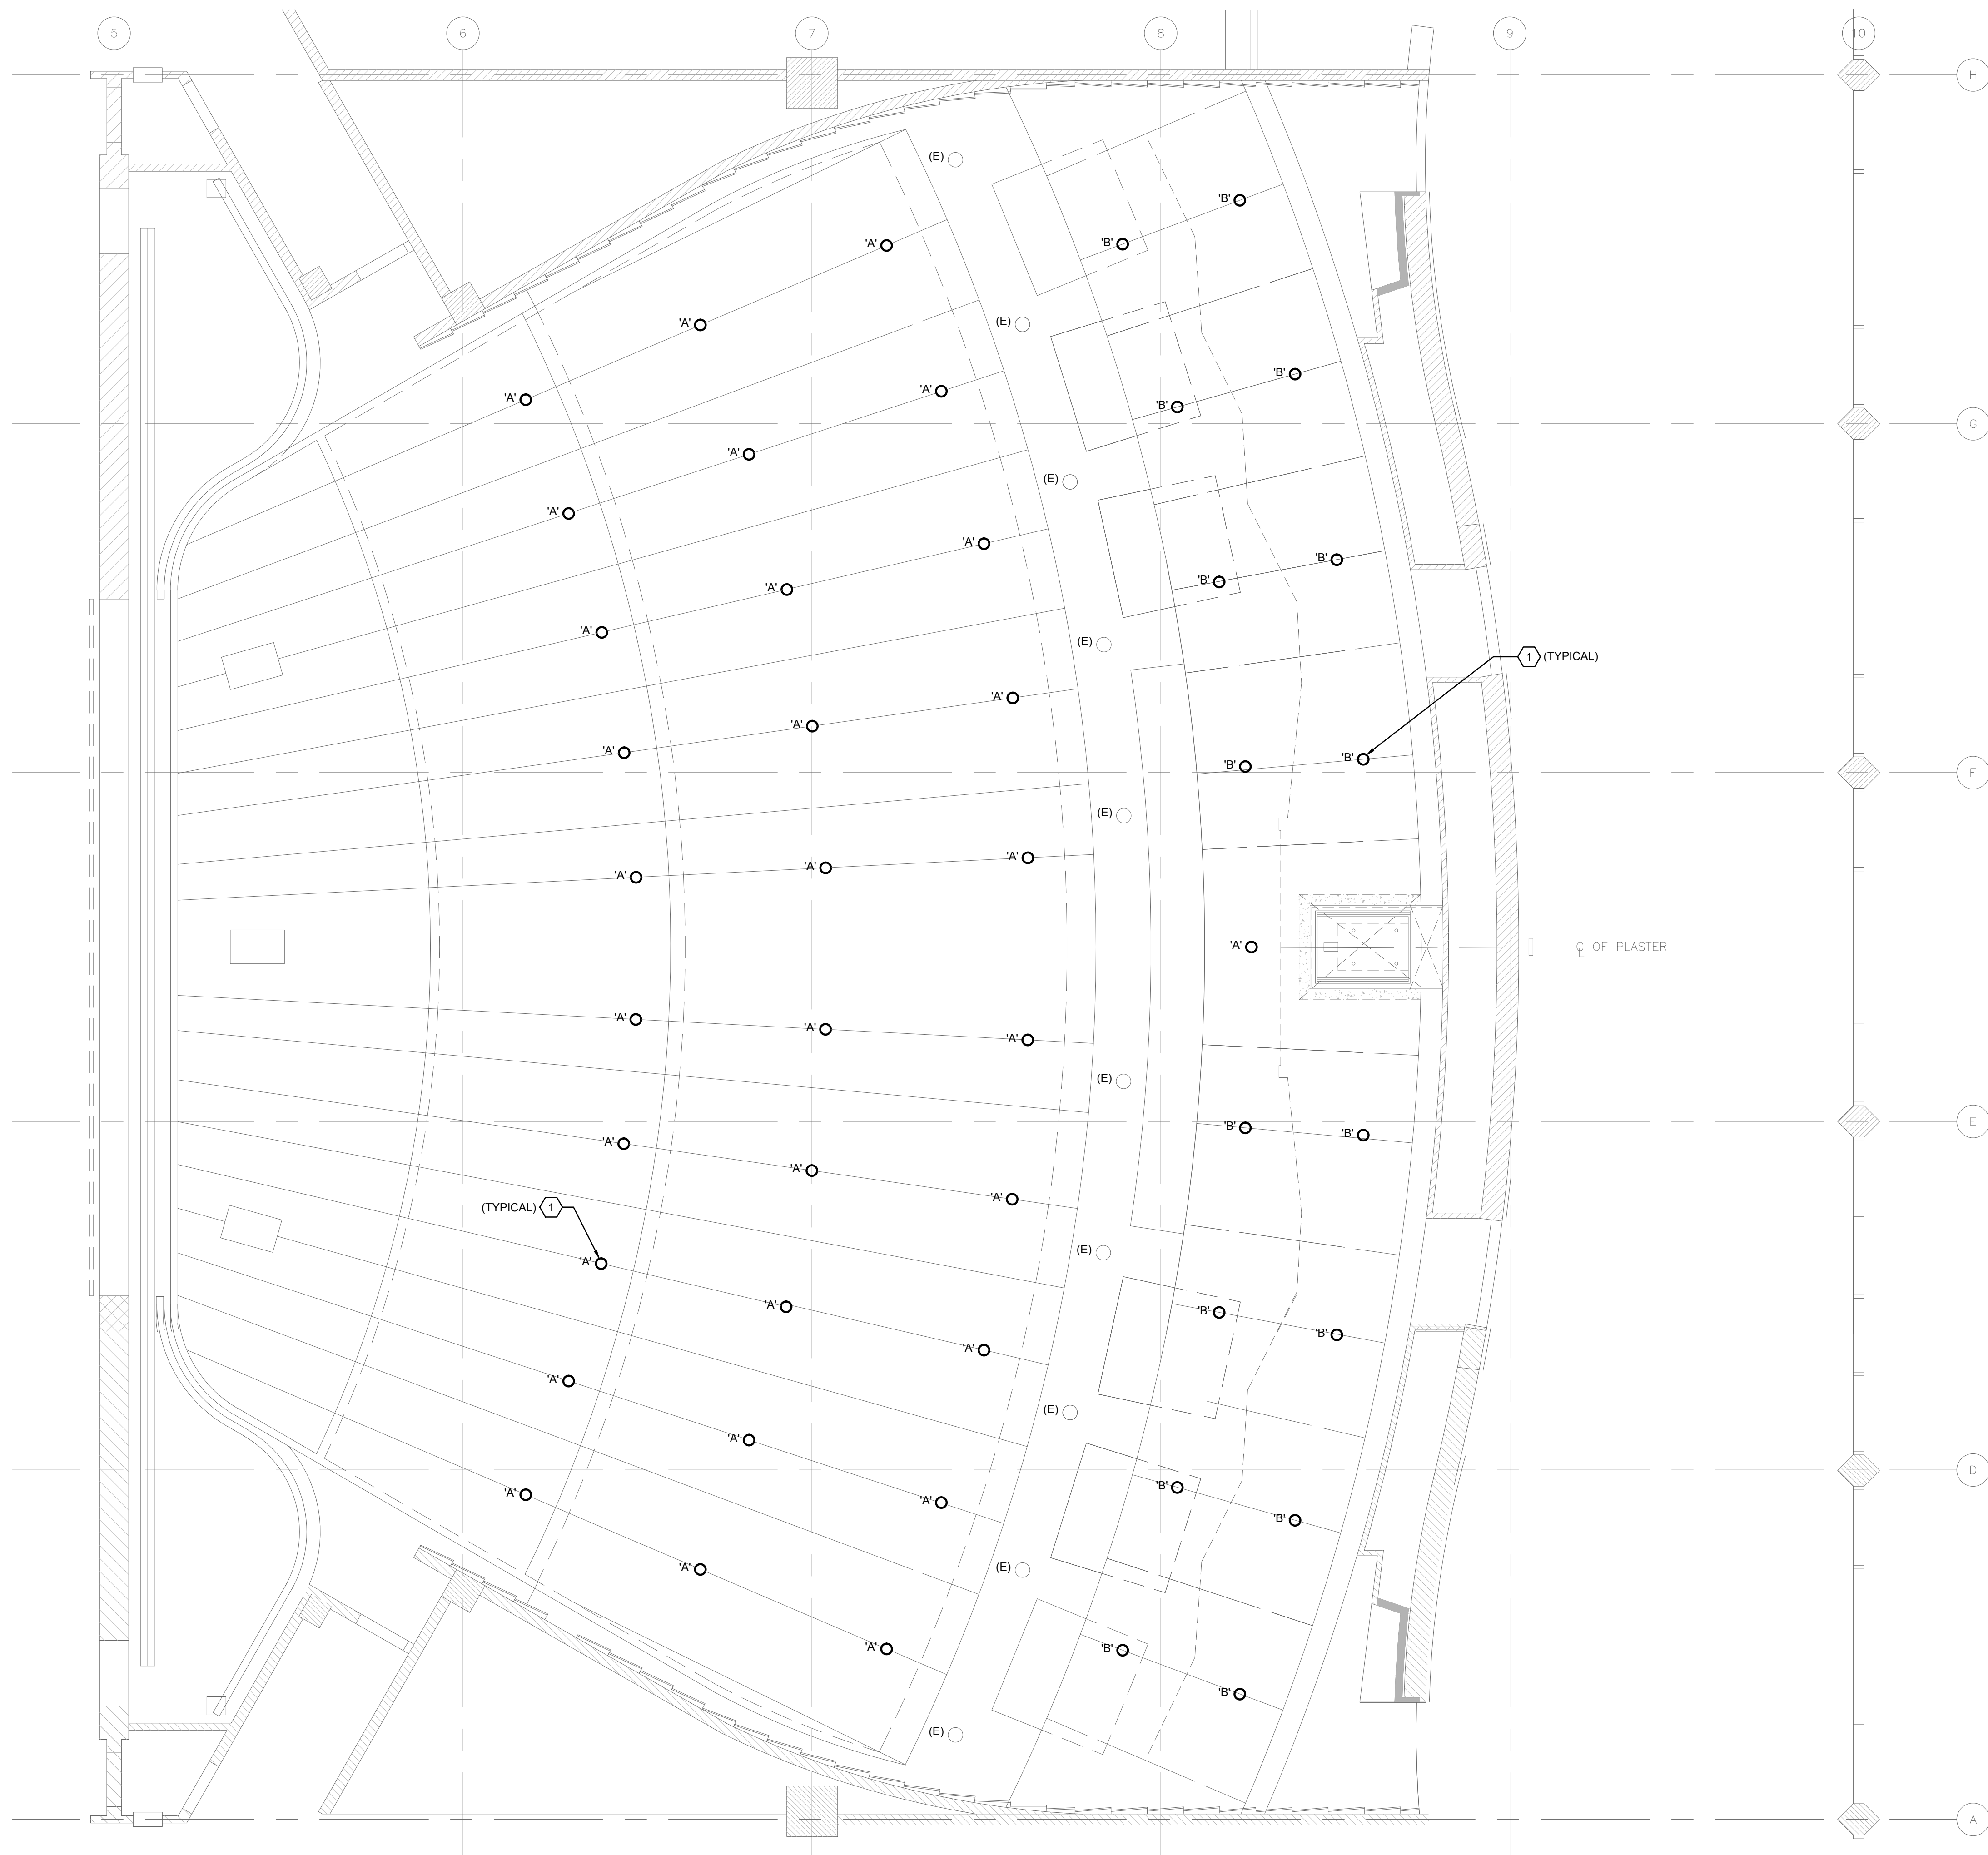 5 6 7 8 9 10
H
(E)
'B'
'A' 'B'
'A'
(E)
'B'
'A' 'A' 'B'
G
'A'
(E)
'A'
'A' 'B'
'A' 'B'
'A'
(E)
1 (TYPICAL)
'A'
'A'
'A' 'B' 'B'
F
(E)
'A'
'A' 'A'
'A' ℄ OF PLASTER
'A'
'A' 'A'
(E)
E
'B' 'B'
'A'
'A'
'A'
(TYPICAL) 1
(E)
'A'
'A' 'B'
'B'
'A'
'A'
(E)
'A'
D
'A' 'B'
'A' 'B'
'A' (E)
'A'
'B'
'B'
(E)
A